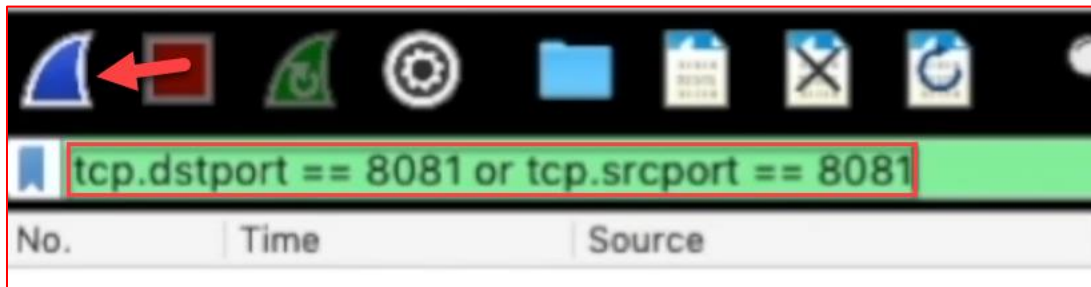 tcp.dstport == 8081 or tcp.srcport == 8081
No. Time Source